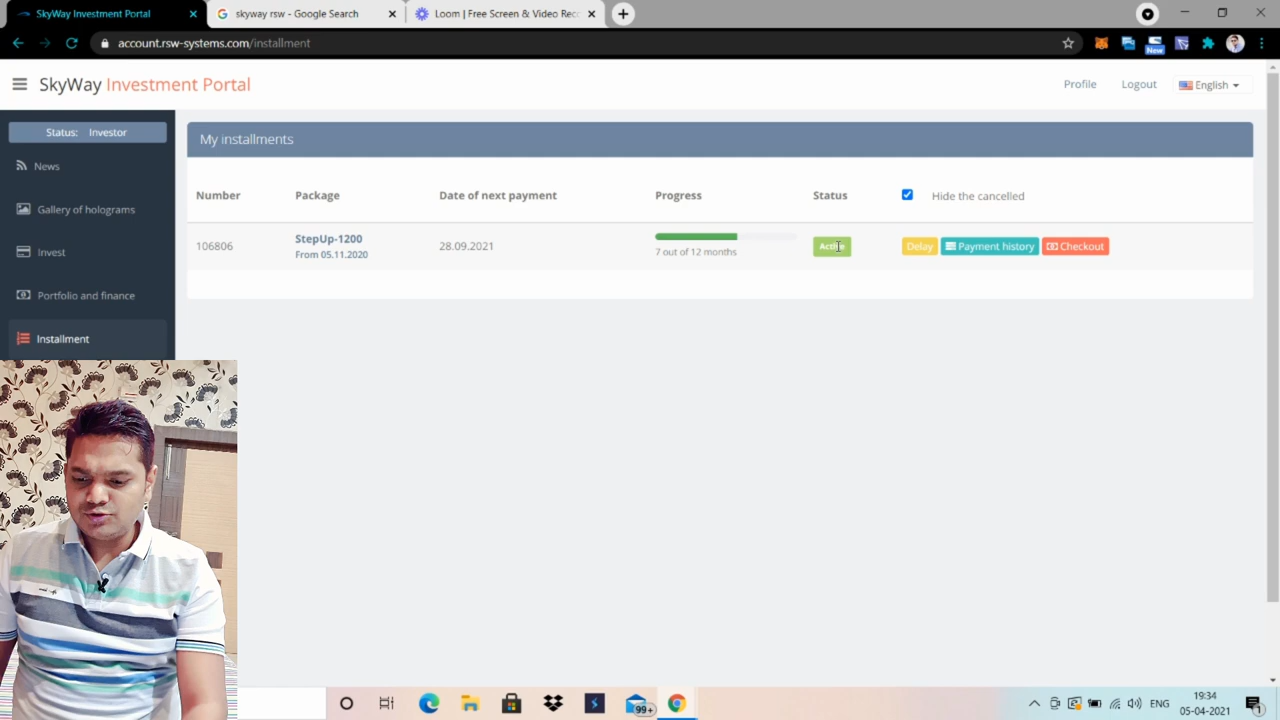 SkyWay Investment Portal
skyway rsw - Google Search
Loom | Free Screen & Video Rec
account.rsw-systems.com/installment
New
SkyWay Investment Portal
Profile
Logout
English
Status: Investor
News
Gallery of holograms
Invest
Portfolio and finance
Installment
My installments
Number
Package
Date of next payment
Progress
Status
Hide the cancelled
106806
StepUp-1200
From 05.11.2020
28.09.2021
7 out of 12 months
Active
Delay
Payment history
Checkout
99+
ENG
19:34
05-04-2021
1